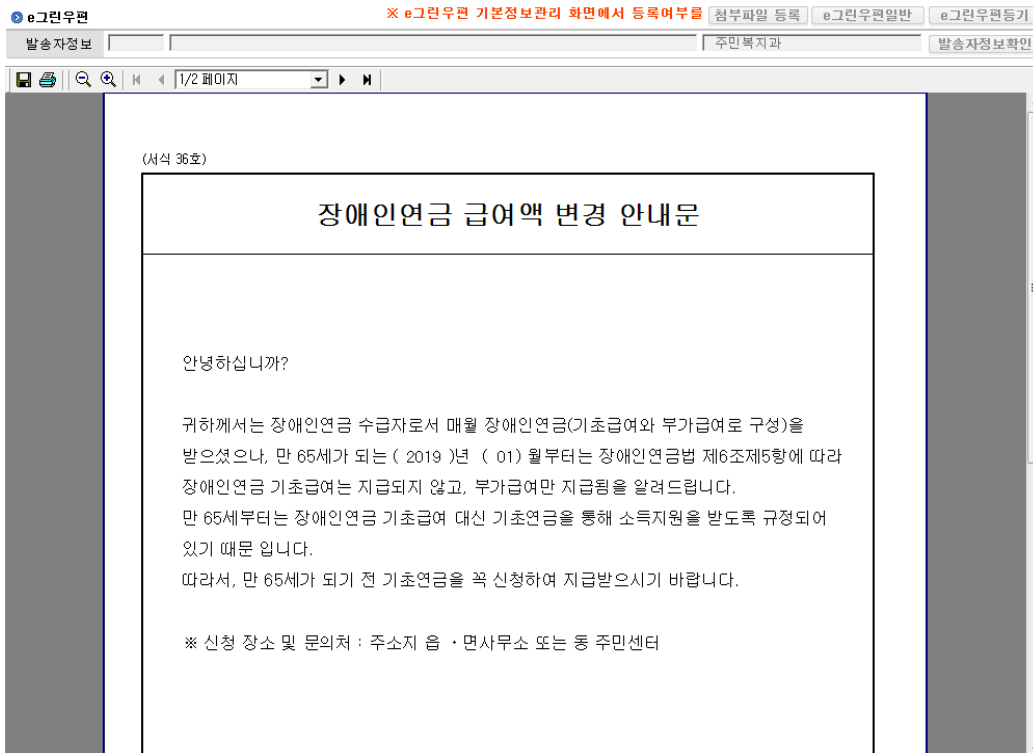 e그린우편
※ e그린우편 기본정보관리 화면에서 등록여부를
첨부파일 등록
e그린우편일반
e그린우편등기
발송자정보
주민복지과
발송자정보확인
1/2 페이지
(서식 36호)
장애인연금 급여액 변경 안내문
안녕하십니까?
귀하께서는 장애인연금 수급자로서 매월 장애인연금(기초급여와 부가급여로 구성)을
받으셨으나, 만 65세가 되는 ( 2019 )년 ( 01) 월부터는 장애인연금법 제6조제5항에 따라
장애인연금 기초급여는 지급되지 않고, 부가급여만 지급됨을 알려드립니다.
만 65세부터는 장애인연금 기초급여 대신 기초연금을 통해 소득지원을 받도록 규정되어
있기 때문 입니다.
따라서, 만 65세가 되기 전 기초연금을 꼭 신청하여 지급받으시기 바랍니다.
※ 신청 장소 및 문의처 : 주소지 읍 ・면사무소 또는 동 주민센터